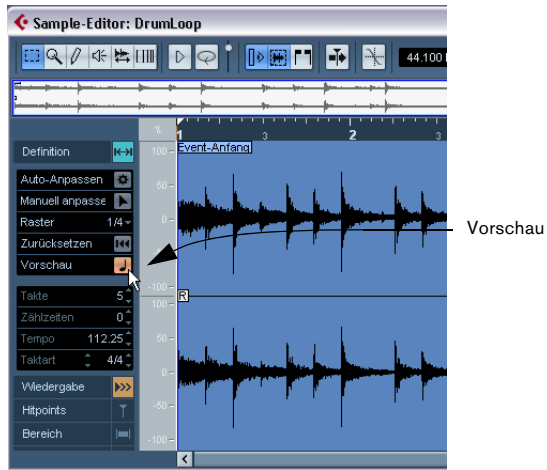 Sample-Editor: DrumLoop
44.100
%
1
3
2
3
Definition
100
Event-Anfang
Auto-Anpassen
50
Manuell anpasse
Raster 1/4
0
Zurücksetzen
Vorschau
Vorschau
-100
Takte 5
100
R
Zählzeiten 0
Tempo 112.25
50
Taktart 4/4
0
Wiedergabe
-50
Hitpoints
Bereich
-100